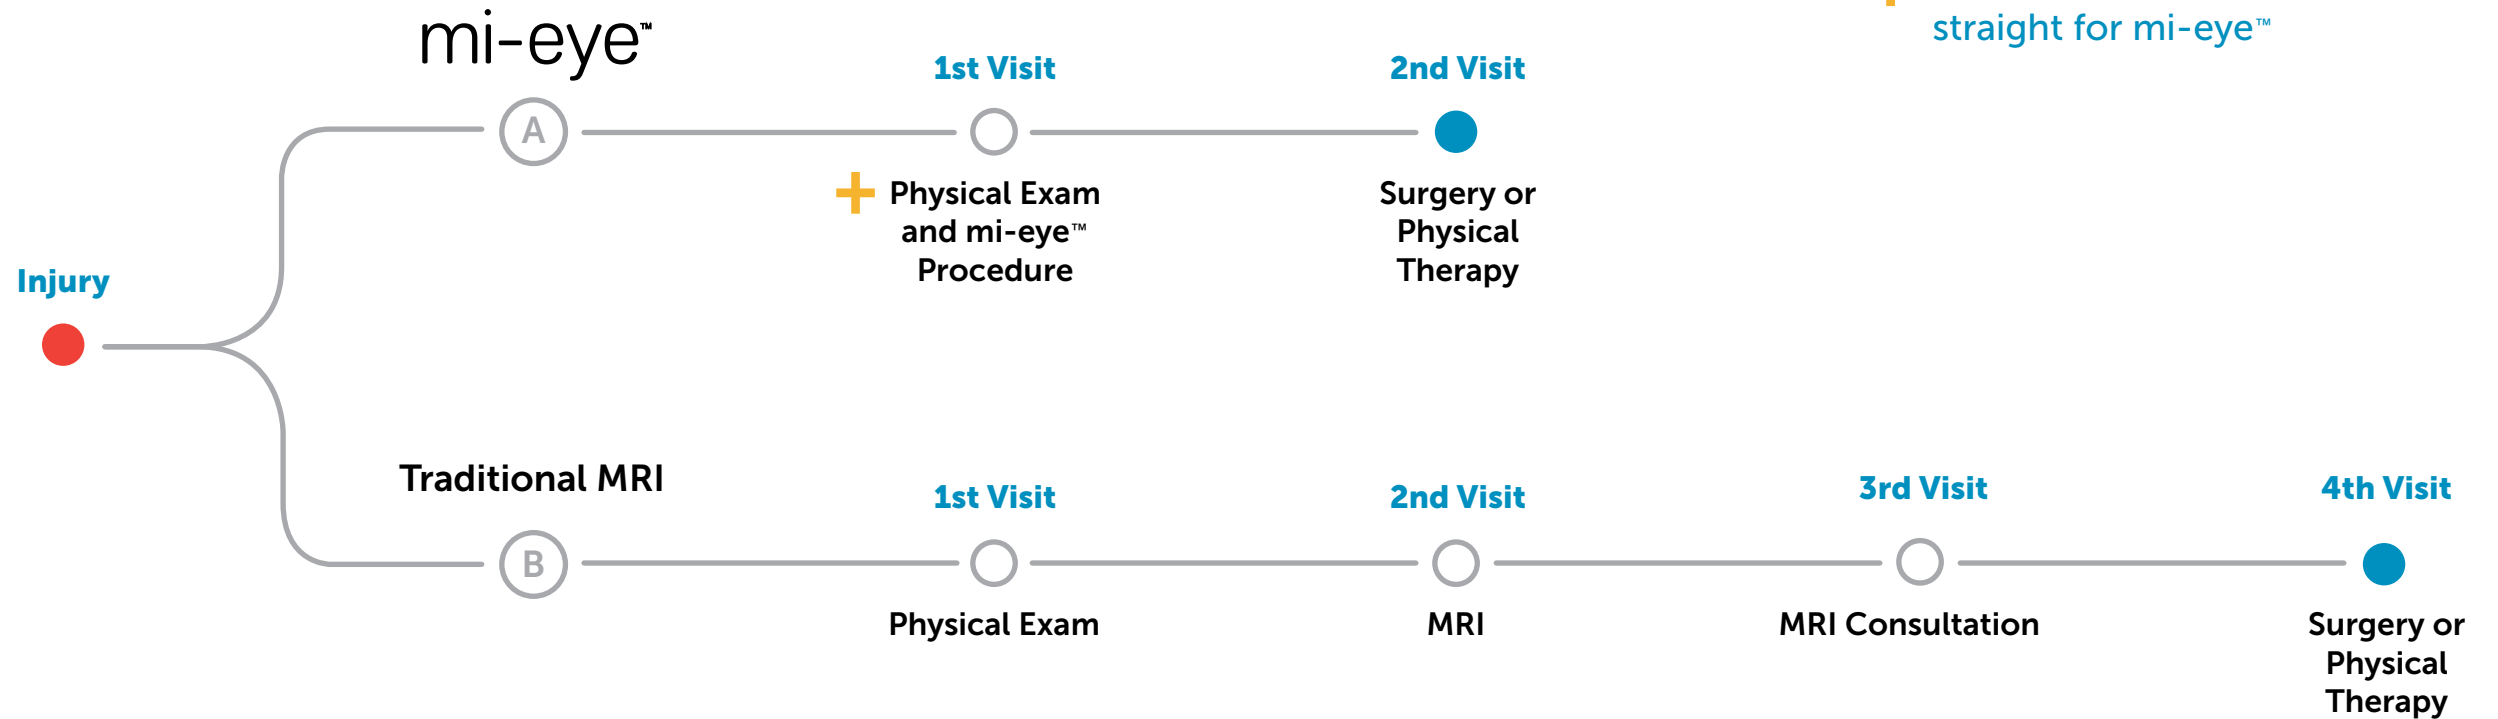 straight for mi-eye™
mi-eye™
1st Visit
2nd Visit
A
Physical Exam
and mi-eye™
Procedure
Surgery or
Physical
Therapy
Injury
Traditional MRI
1st Visit
2nd Visit
3rd Visit
4th Visit
B
Physical Exam
MRI
MRI Consultation
Surgery or
Physical
Therapy